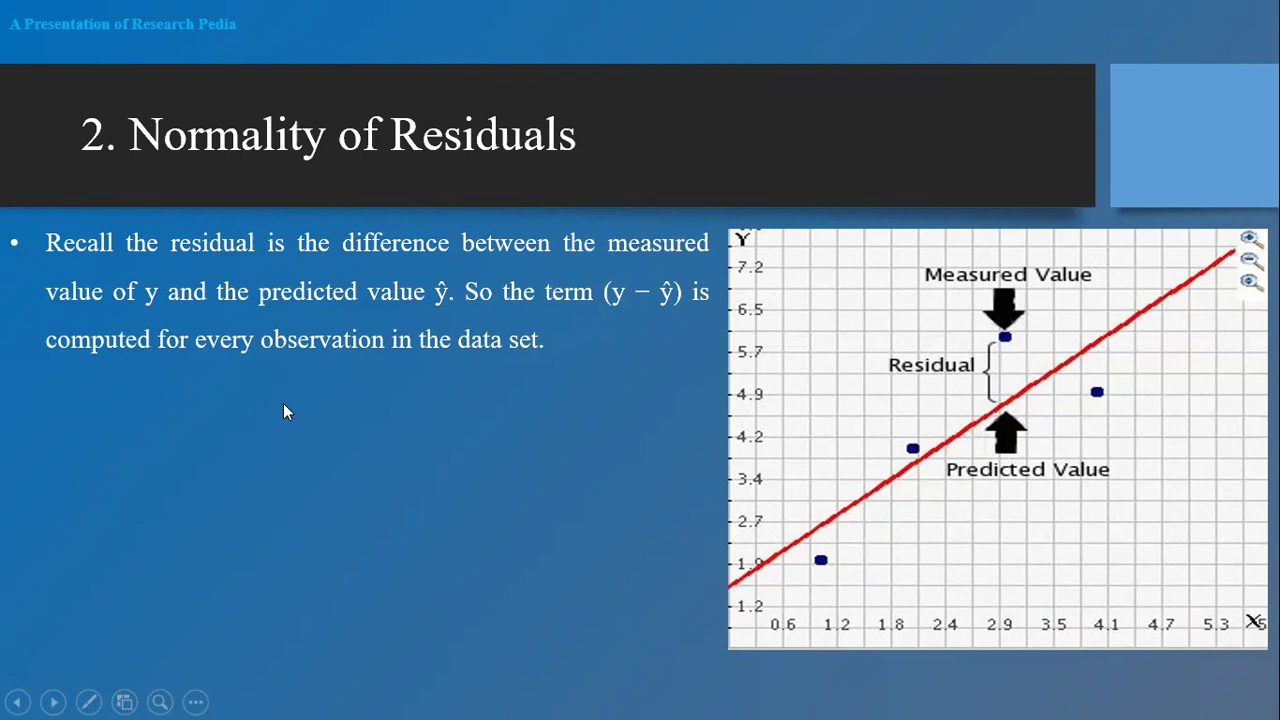 A Presentation of Research Pedia
2. Normality of Residuals
• Recall the residual is the difference between the measured
value of y and the predicted value ŷ. So the term (y − ŷ) is
computed for every observation in the data set.
Y
7.2
Measured Value
6.5
5.7
Residual
4.9
4.2
Predicted Value
3.4
2.7
1.9
1.2
0.6 1.2 1.8 2.4 2.9 3.5 4.1 4.7 5.3 X